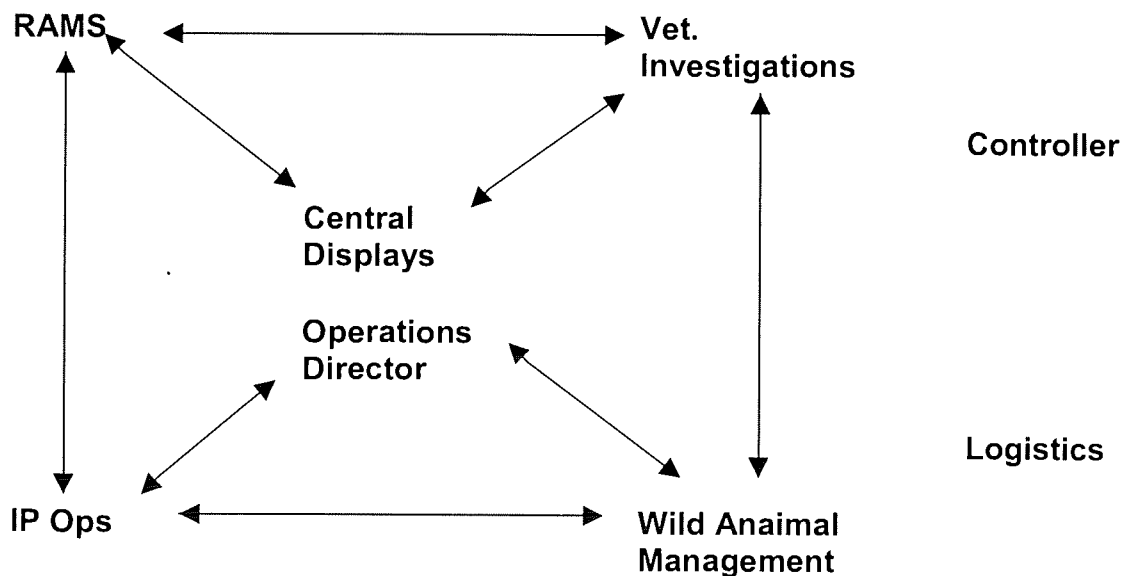 RAMS
Vet.
Investigations
Controller
Central
Displays
Operations
Director
Logistics
IP Ops
Wild Anaimal
Management